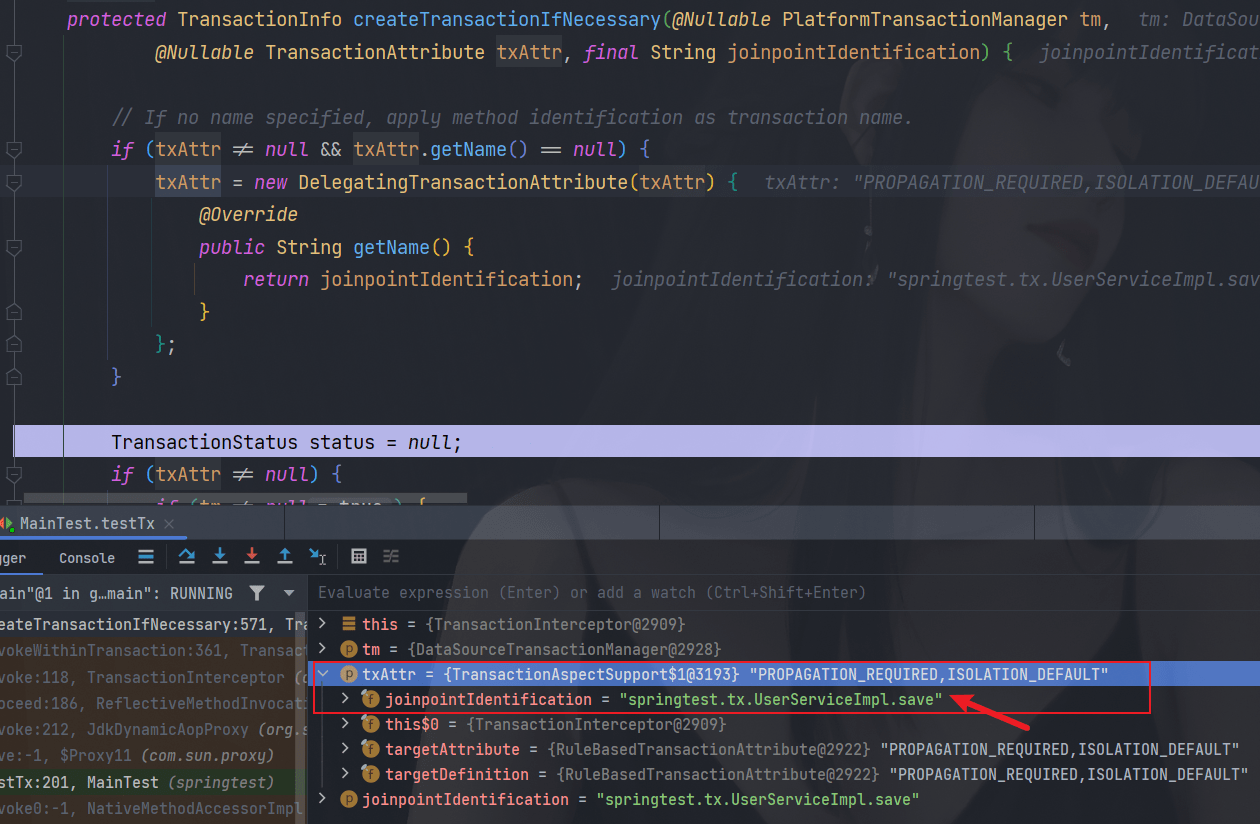 protected TransactionInfo createTransactionIfNecessary(@Nullable PlatformTransactionManager tm,   tm: DataSou
@Nullable TransactionAttribute txAttr, final String joinpointIdentification) {   joinpointIdentificat
// If no name specified, apply method identification as transaction name.
if (txAttr ≠ null && txAttr.getName() == null) {
txAttr = new DelegatingTransactionAttribute(txAttr) {   txAttr: "PROPAGATION_REQUIRED,ISOLATION_DEFAU
@Override
public String getName() {
return joinpointIdentification;   joinpointIdentification: "springtest.tx.UserServiceImpl.sav
}
};
}
TransactionStatus status = null;
if (txAttr ≠ null) {
MainTest.testTx ×
gger Console
ain"@1 in g…main": RUNNING
Evaluate expression (Enter) or add a watch (Ctrl+Shift+Enter)
eateTransactionIfNecessary:571, Tra
this = {TransactionInterceptor@2909}
vokeWithinTransaction:361, Transact
tm = {DataSourceTransactionManager@2928}
voke:118, TransactionInterceptor (o
txAttr = {TransactionAspectSupport$1@3193} "PROPAGATION_REQUIRED,ISOLATION_DEFAULT"
oceed:186, ReflectiveMethodInvocati
joinpointIdentification = "springtest.tx.UserServiceImpl.save"
voke:212, JdkDynamicAopProxy (org.s
this$0 = {TransactionInterceptor@2909}
ve:-1, $Proxy11 (com.sun.proxy)
targetAttribute = {RuleBasedTransactionAttribute@2922} "PROPAGATION_REQUIRED,ISOLATION_DEFAULT"
stTx:201, MainTest (springtest)
targetDefinition = {RuleBasedTransactionAttribute@2922} "PROPAGATION_REQUIRED,ISOLATION_DEFAULT"
voke0:-1, NativeMethodAccessorImpl
joinpointIdentification = "springtest.tx.UserServiceImpl.save"